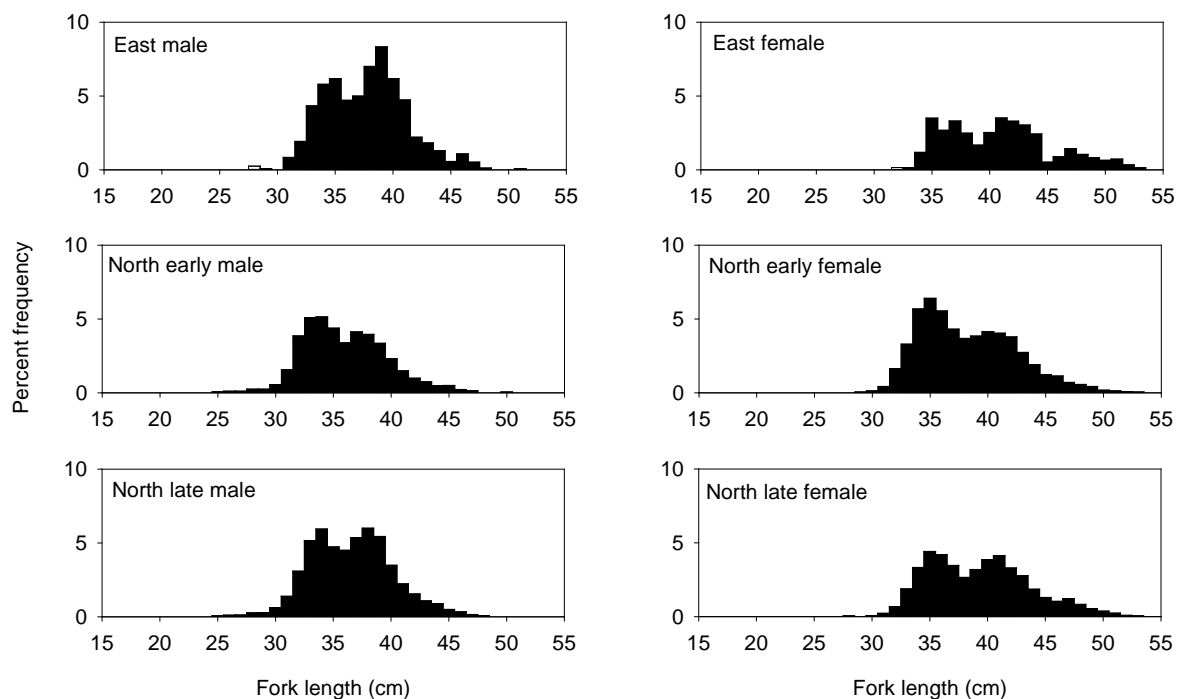 East male
10
5
0
15 20 25 30 35 40 45 50 55
East female
10
5
0
15 20 25 30 35 40 45 50 55
Percent frequency
North early male
10
5
0
15 20 25 30 35 40 45 50 55
North early female
10
5
0
15 20 25 30 35 40 45 50 55
North late male
10
5
0
15 20 25 30 35 40 45 50 55
Fork length (cm)
North late female
10
5
0
15 20 25 30 35 40 45 50 55
Fork length (cm)